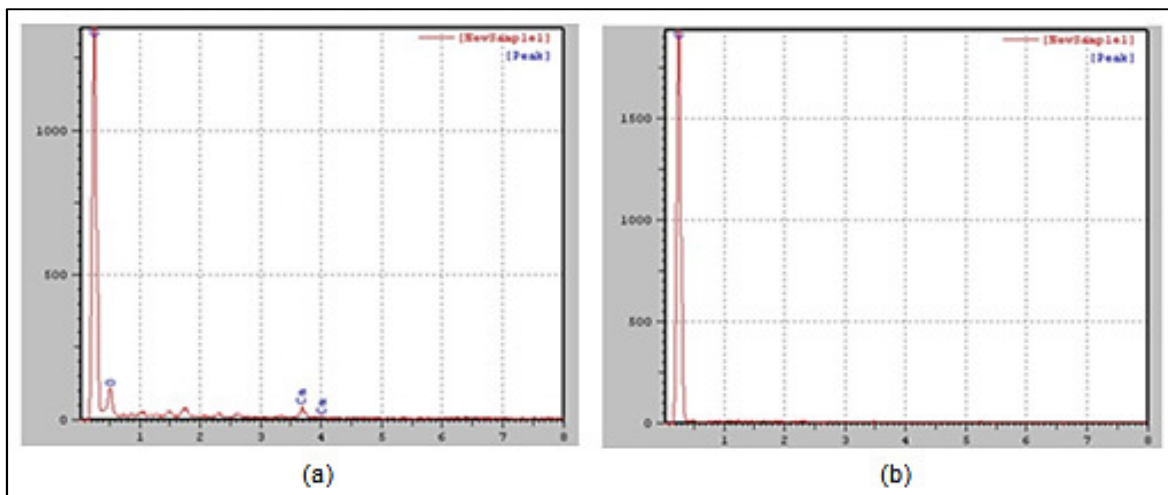 C
[NewSample1]
[Peak]
1000
500
0
O
Ca
Ca
1 2 3 4 5 6 7 8
(a)
C
[NewSample1]
[Peak]
1500
1000
500
0
1 2 3 4 5 6 7 8
(b)